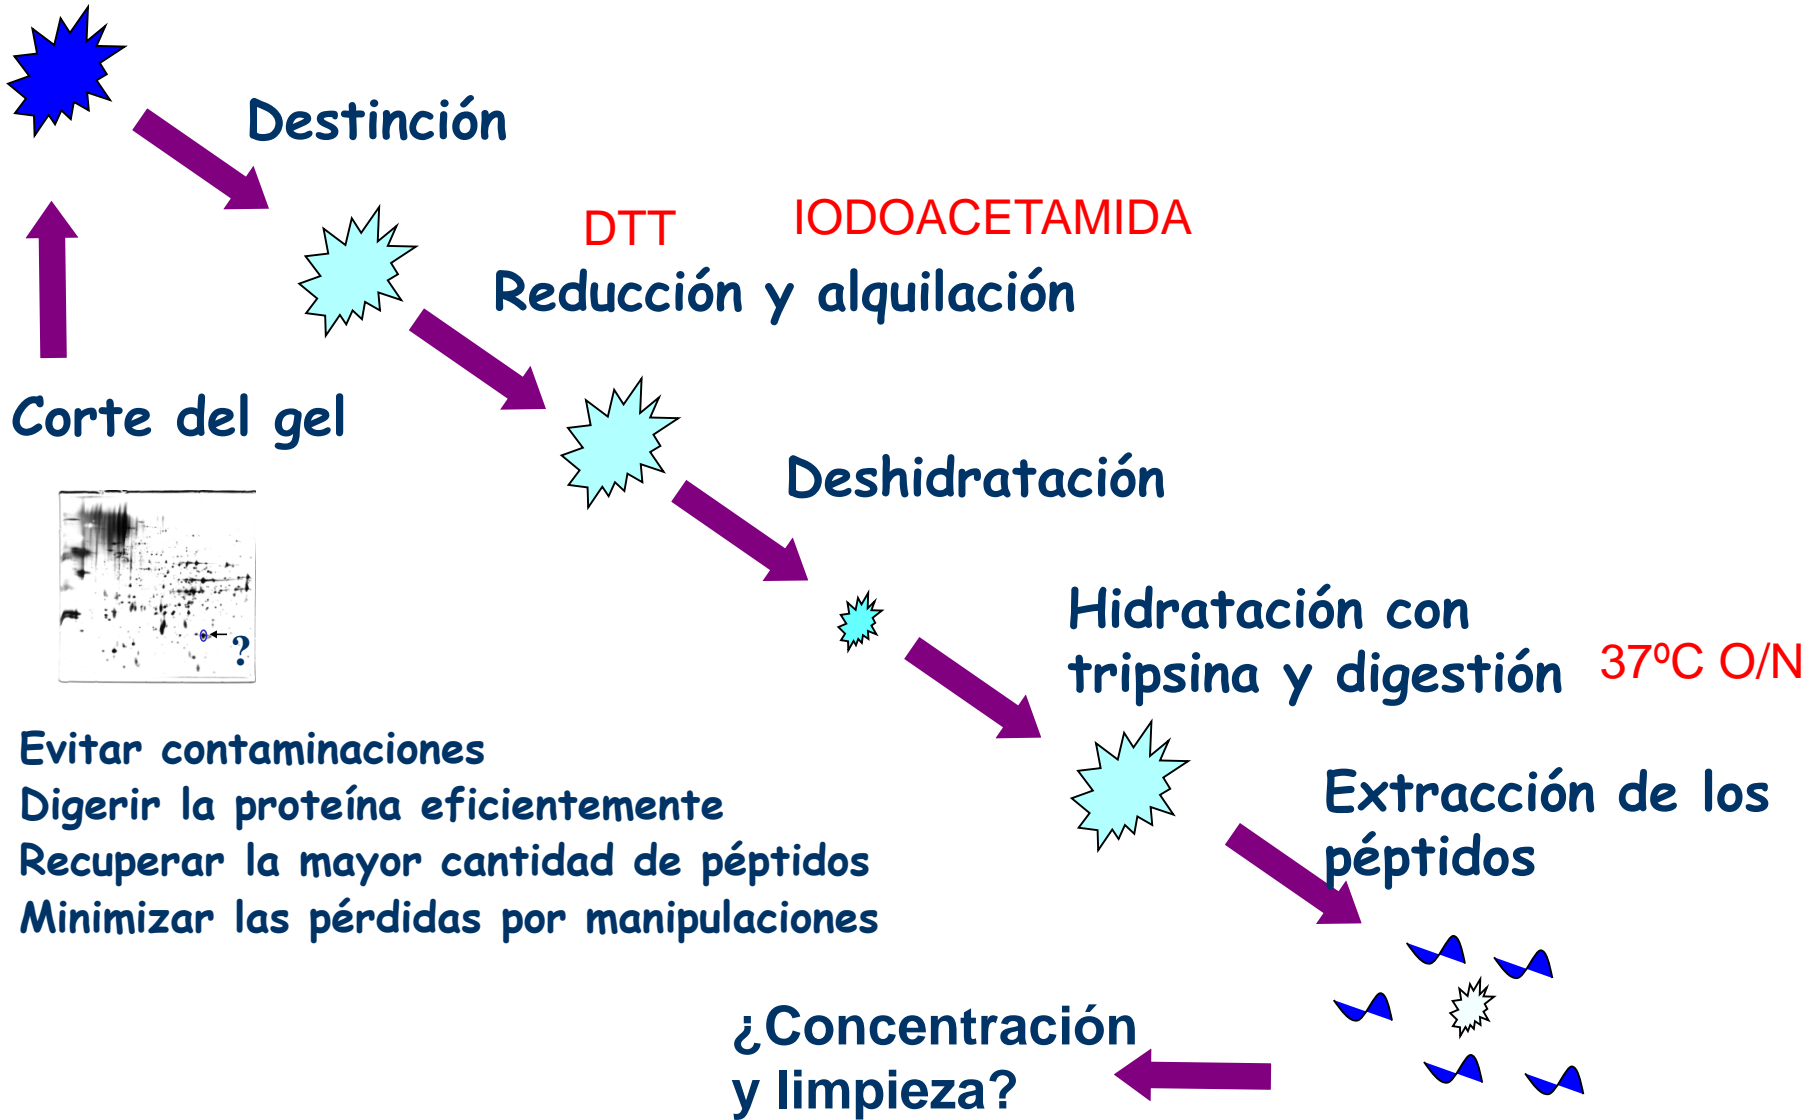 Destinción
DTT
IODOACETAMIDA
Reducción y alquilación
Corte del gel
?
Deshidratación
Hidratación con
tripsina y digestión
37ºC O/N
Evitar contaminaciones
Digerir la proteína eficientemente
Recuperar la mayor cantidad de péptidos
Minimizar las pérdidas por manipulaciones
Extracción de los
péptidos
¿Concentración
y limpieza?